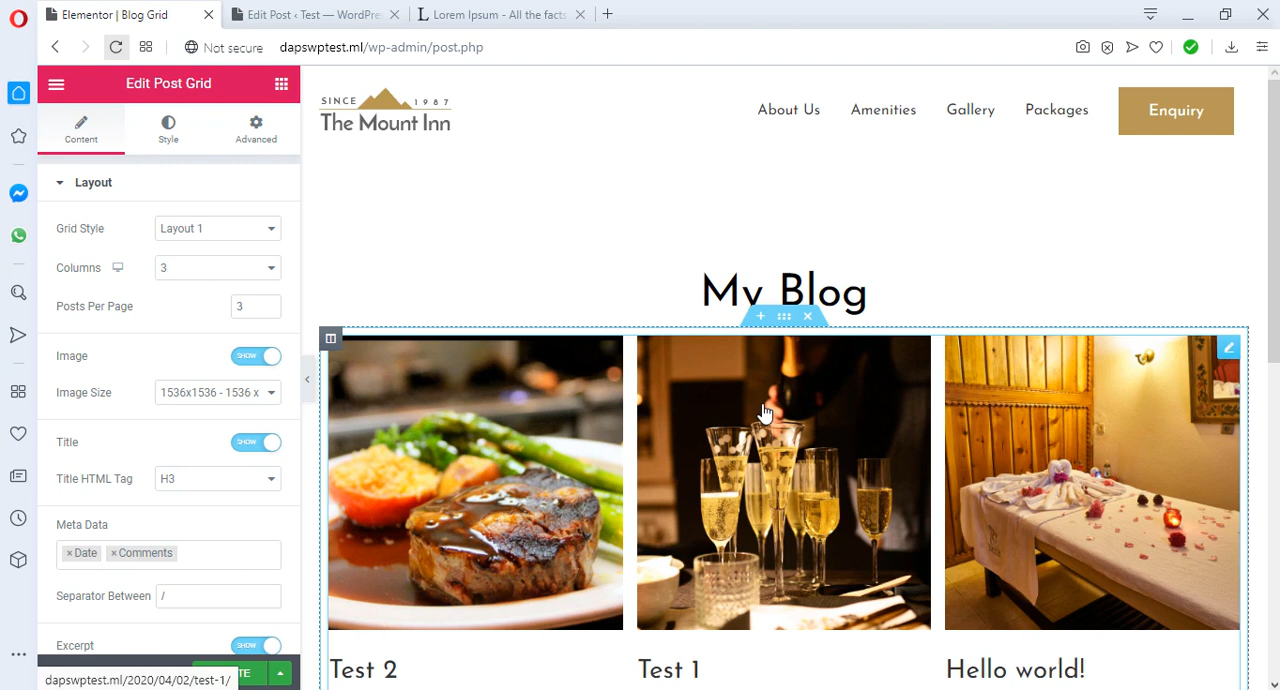 Elementor | Blog Grid
Edit Post ‹ Test — WordPre
Lorem Ipsum - All the facts
Not secure
dapswptest.ml/wp-admin/post.php
Edit Post Grid
Content
Style
Advanced
Layout
Grid Style
Layout 1
Columns
3
Posts Per Page
3
Image
SHOW
Image Size
1536x1536 - 1536 x
Title
SHOW
Title HTML Tag
H3
Meta Data
× Date × Comments
Separator Between
/
Excerpt
SHOW
TE
dapswptest.ml/2020/04/02/test-1/
SINCE 1987
The Mount Inn
About Us
Amenities
Gallery
Packages
Enquiry
My Blog
Test 2
Test 1
Hello world!